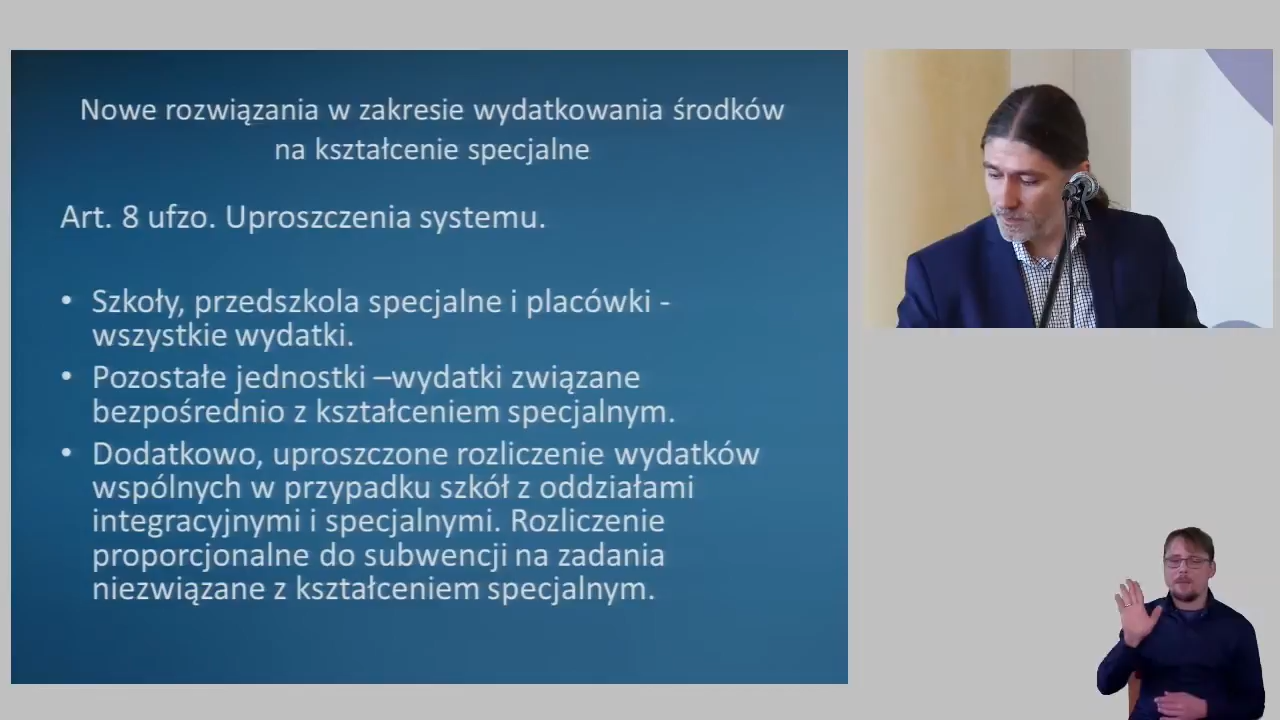 Nowe rozwiązania w zakresie wydatkowania środków
na kształcenie specjalne
Art. 8 ufzo. Uproszczenia systemu.
• Szkoły, przedszkola specjalne i placówki -
wszystkie wydatki.
• Pozostałe jednostki –wydatki związane
bezpośrednio z kształceniem specjalnym.
• Dodatkowo, uproszczone rozliczenie wydatków
wspólnych w przypadku szkół z oddziałami
integracyjnymi i specjalnymi. Rozliczenie
proporcjonalne do subwencji na zadania
niezwiązane z kształceniem specjalnym.